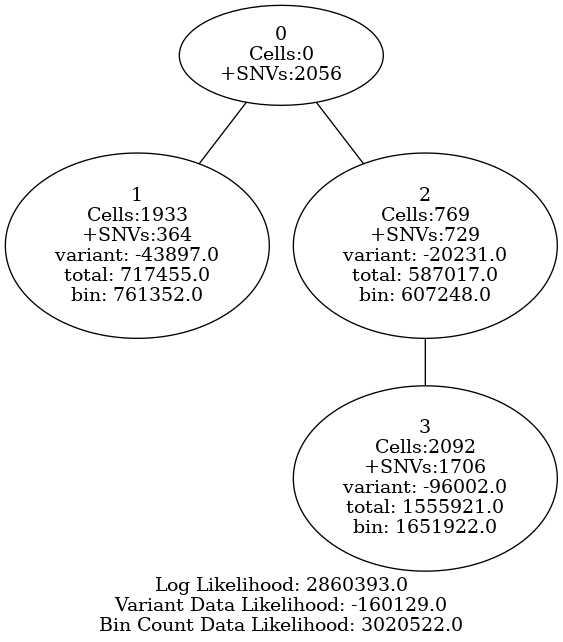 0
Cells:0
+SNVs:2056
1
Cells:1933
+SNVs:364
variant: -43897.0
total: 717455.0
bin: 761352.0
2
Cells:769
+SNVs:729
variant: -20231.0
total: 587017.0
bin: 607248.0
3
Cells:2092
+SNVs:1706
variant: -96002.0
total: 1555921.0
bin: 1651922.0
Log Likelihood: 2860393.0
Variant Data Likelihood: -160129.0
Bin Count Data Likelihood: 3020522.0